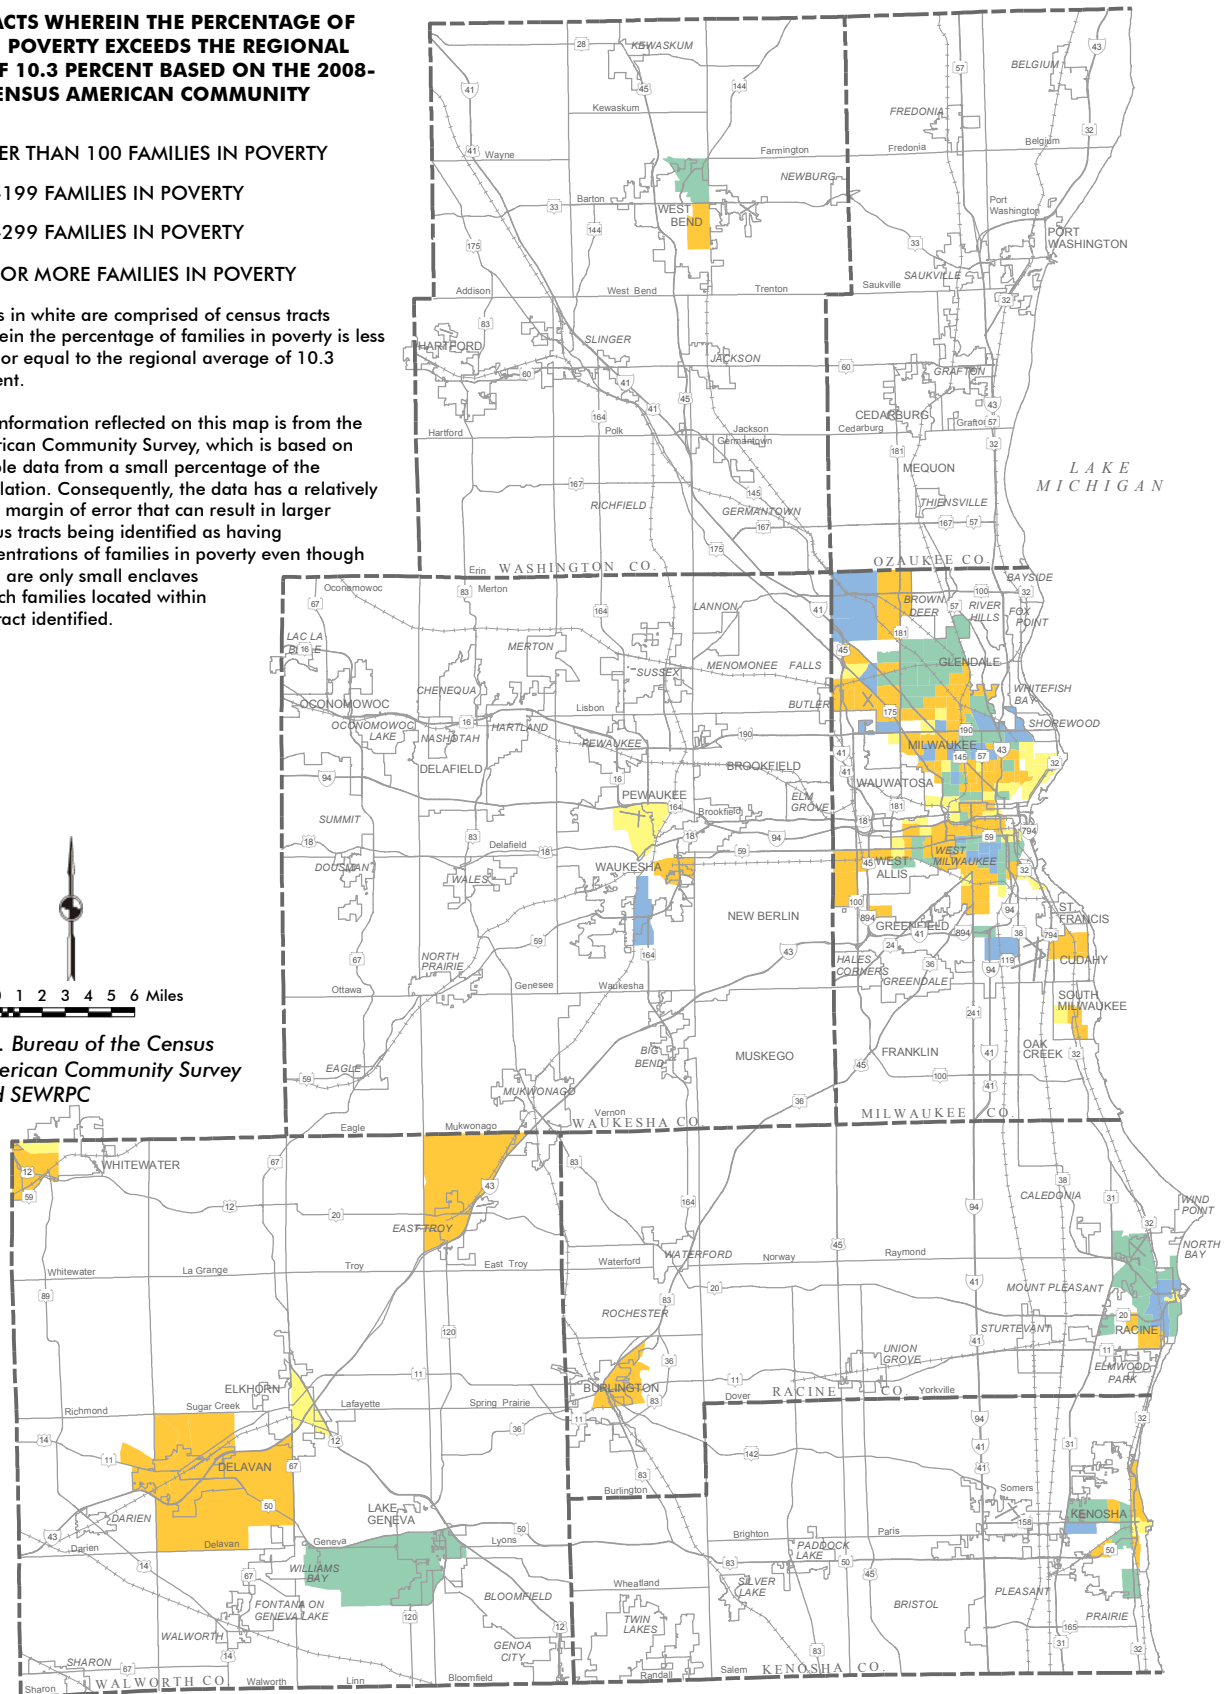 ACTS WHEREIN THE PERCENTAGE OF
POVERTY EXCEEDS THE REGIONAL
F 10.3 PERCENT BASED ON THE 2008-
ENSUS AMERICAN COMMUNITY
ER THAN 100 FAMILIES IN POVERTY
-199 FAMILIES IN POVERTY
-299 FAMILIES IN POVERTY
OR MORE FAMILIES IN POVERTY
s in white are comprised of census tracts
rein the percentage of families in poverty is less
or equal to the regional average of 10.3
ent.
nformation reflected on this map is from the
rican Community Survey, which is based on
ple data from a small percentage of the
lation. Consequently, the data has a relatively
margin of error that can result in larger
us tracts being identified as having
entrations of families in poverty even though
are only small enclaves
ch families located within
ract identified.
0 1 2 3 4 5 6 Miles
. Bureau of the Census
erican Community Survey
d SEWRPC
KEWASKUM
Kewaskum
Wayne
Barton
WEST
BEND
Farmington
NEWBURG
Addison
West Bend
Trenton
HARTFORD
SLINGER
JACKSON
Hartford
Polk
Jackson
Germantown
RICHFIELD
GERMANTOWN
Erin
WASHINGTON CO.
BELGIUM
FREDONIA
Fredonia
Belgium
Port
Washington
PORT
WASHINGTON
SAUKVILLE
Saukville
GRAFTON
CEDARBURG
Cedarburg
Grafton
MEQUON
THIENSVILLE
OZAUKEE CO.
LAKE
MICHIGAN
Oconomowoc
Merton
LAC LA
LANNON
MERTON
SUSSEX
MENOMONEE FALLS
CHENEQUA
OCONOMOWOC
OCONOMOWOC
LAKE
NASHOTAH
HARTLAND
Lisbon
BUTLER
PEWAUKEE
DELAFIELD
BROOKFIELD
PEWAUKEE
Brookfield
ELM
GROVE
SUMMIT
Delafield
DOUSMAN
WALES
WAUKESHA
NEW BERLIN
NORTH
PRAIRIE
Ottawa
Genesee
Waukesha
BIG
BEND
MUSKEGO
EAGLE
MUKWONAGO
Eagle
Mukwonago
Vernon
WAUKESHA CO.
BAYSIDE
BROWN
DEER
RIVER
HILLS
FOX
POINT
GLENDALE
WHITEFISH
BAY
SHOREWOOD
MILWAUKEE
WAUWATOSA
WEST
MILWAUKEE
WEST
ALLIS
ST.
FRANCIS
GREENFIELD
HALES
CORNERS
GREENDALE
CUDAHY
SOUTH
MILWAUKEE
OAK
CREEK
FRANKLIN
MILWAUKEE CO.
WHITEWATER
EAST TROY
Whitewater
La Grange
Troy
East Troy
ELKHORN
Richmond
Sugar Creek
Lafayette
Spring Prairie
DELAVAN
DARIEN
Darien
Delavan
Geneva
LAKE
GENEVA
Lyons
WILLIAMS
BAY
FONTANA ON
GENEVA LAKE
WALWORTH
BLOOMFIELD
GENOA
CITY
SHARON
Sharon
WALWORTH CO.
Walworth
Linn
Bloomfield
CALEDONIA
WIND
POINT
NORTH
BAY
Waterford
WATERFORD
Norway
Raymond
MOUNT PLEASANT
ROCHESTER
STURTEVANT
RACINE
UNION
GROVE
ELMWOOD
PARK
BURLINGTON
Dover
RACINE CO.
Yorkville
Burlington
Somers
KENOSHA
Brighton
Paris
PADDOCK
LAKE
Wheatland
SILVER
LAKE
TWIN
LAKES
BRISTOL
PLEASANT
PRAIRIE
Randall
Salem
KENOSHA CO.